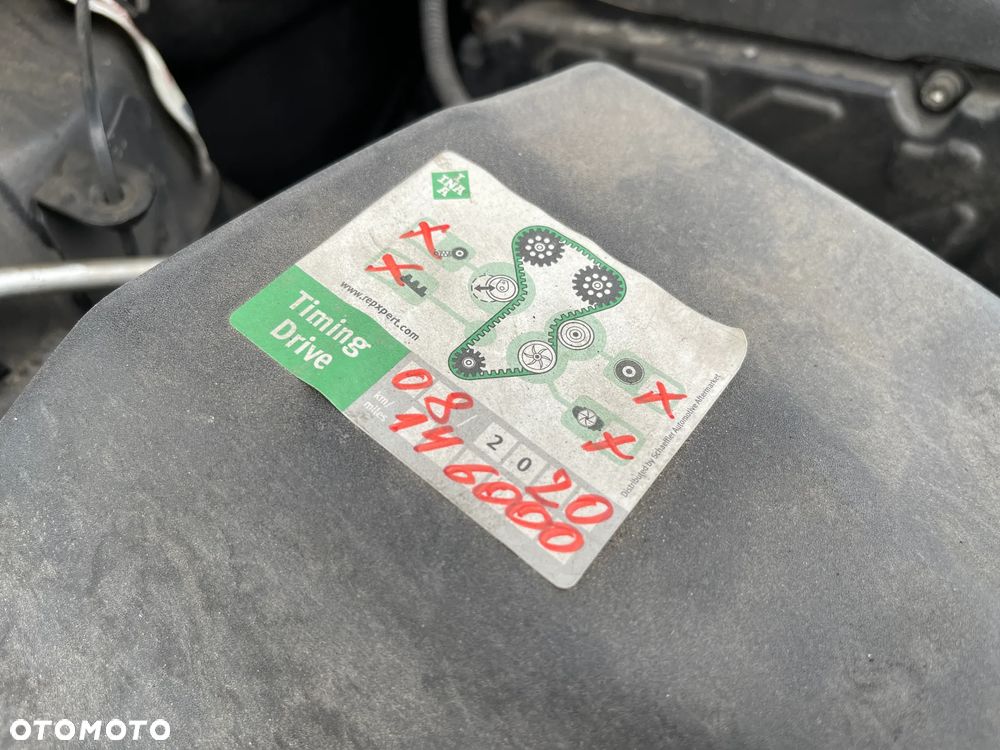 I
INA
A
X
X
www.repxpert.com
Timing
Drive
X
X
08/2020
km/
miles
146000
Distributed by Schaeffler Automotive Aftermarket
OTOMOTO